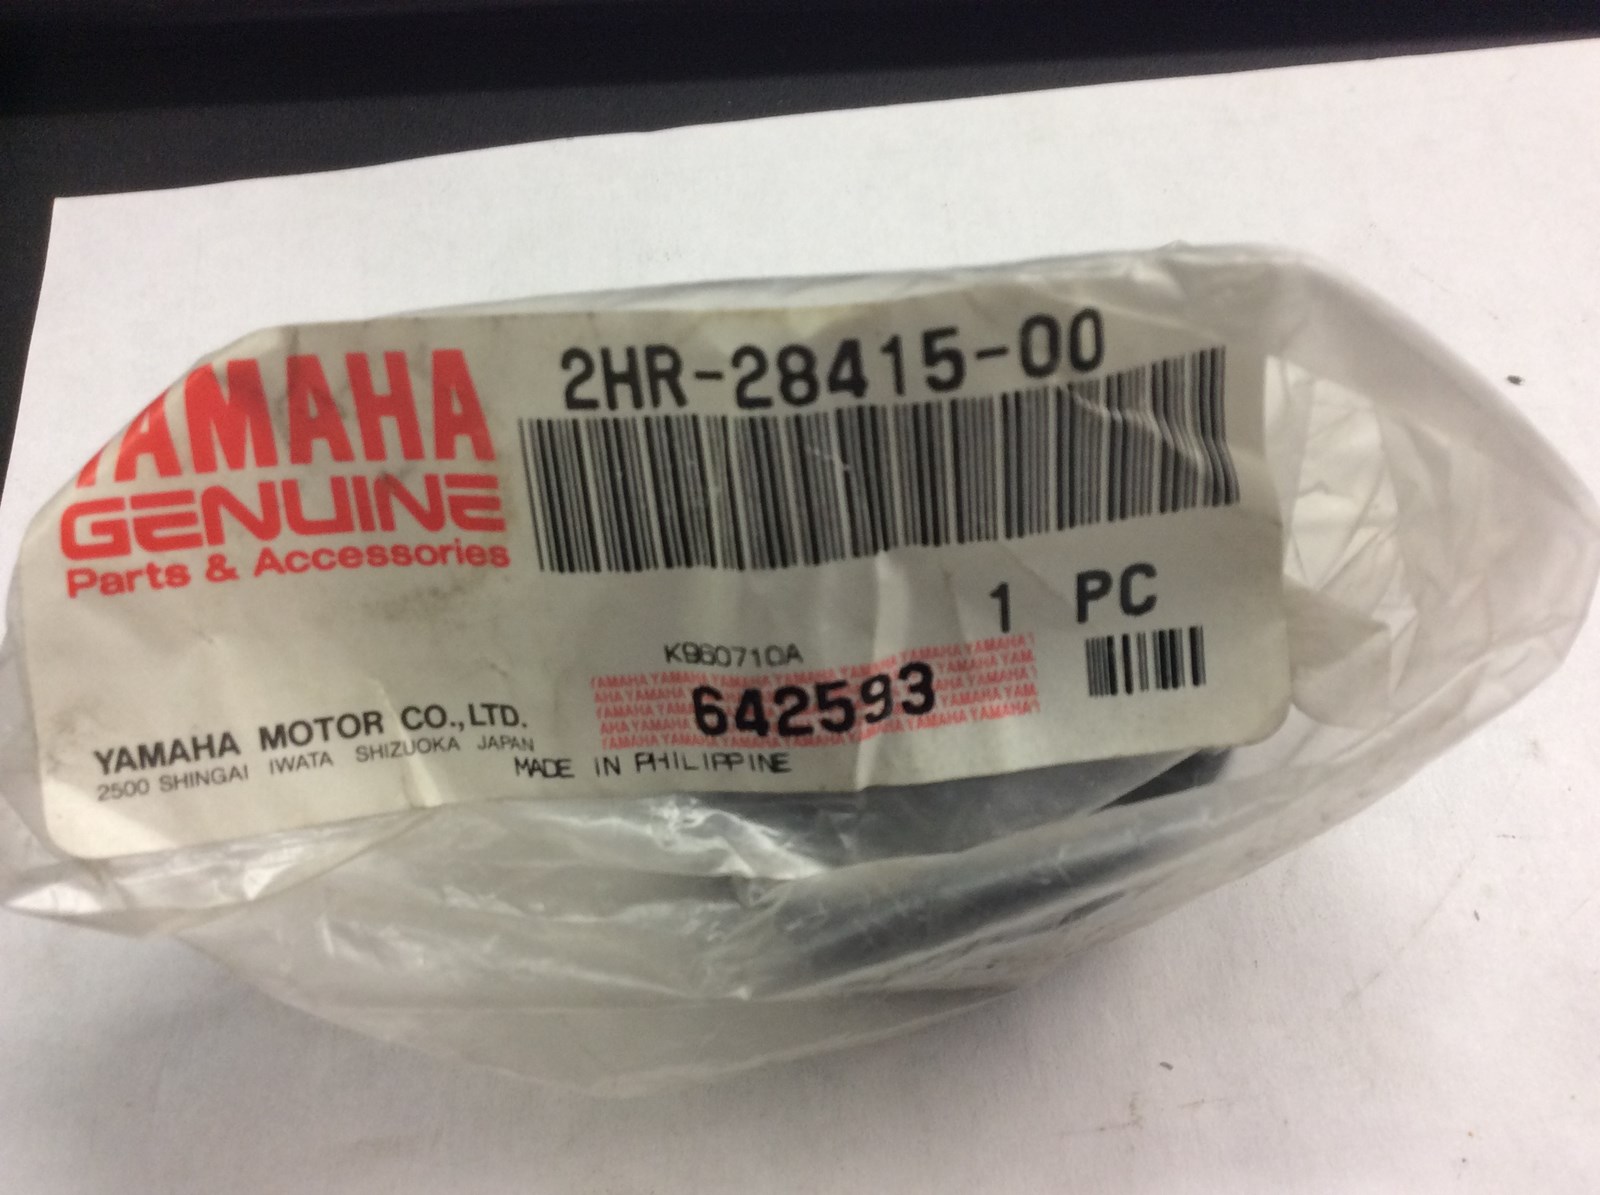 2HR-28415-00
YAMAHA
GENUINE
Parts & Accessories
1 PC
K960710A
642593
YAMAHA MOTOR CO.,LTD.
2500 SHINGAI IWATA SHIZUOKA JAPAN
MADE IN PHILIPPINE